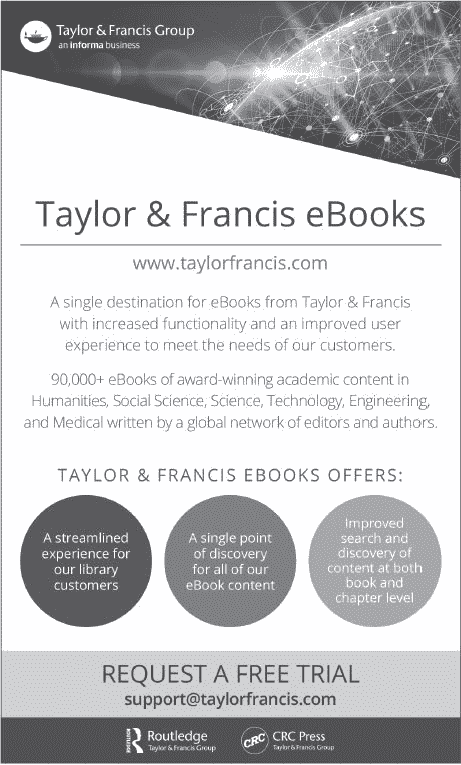 Taylor & Francis Group
an informa business
Taylor & Francis eBooks
www.taylorfrancis.com
A single destination for eBooks from Taylor & Francis
with increased functionality and an improved user
experience to meet the needs of our customers.
90,000+ eBooks of award-winning academic content in
Humanities, Social Science, Science, Technology, Engineering,
and Medical written by a global network of editors and authors.
TAYLOR & FRANCIS EBOOKS OFFERS:
A streamlined
experience for
our library
customers
A single point
of discovery
for all of our
eBook content
Improved
search and
discovery of
content at both
book and
chapter level
REQUEST A FREE TRIAL
support@taylorfrancis.com
ROUTLEDGE
Routledge
Taylor & Francis Group
CRC
CRC Press
Taylor & Francis Group